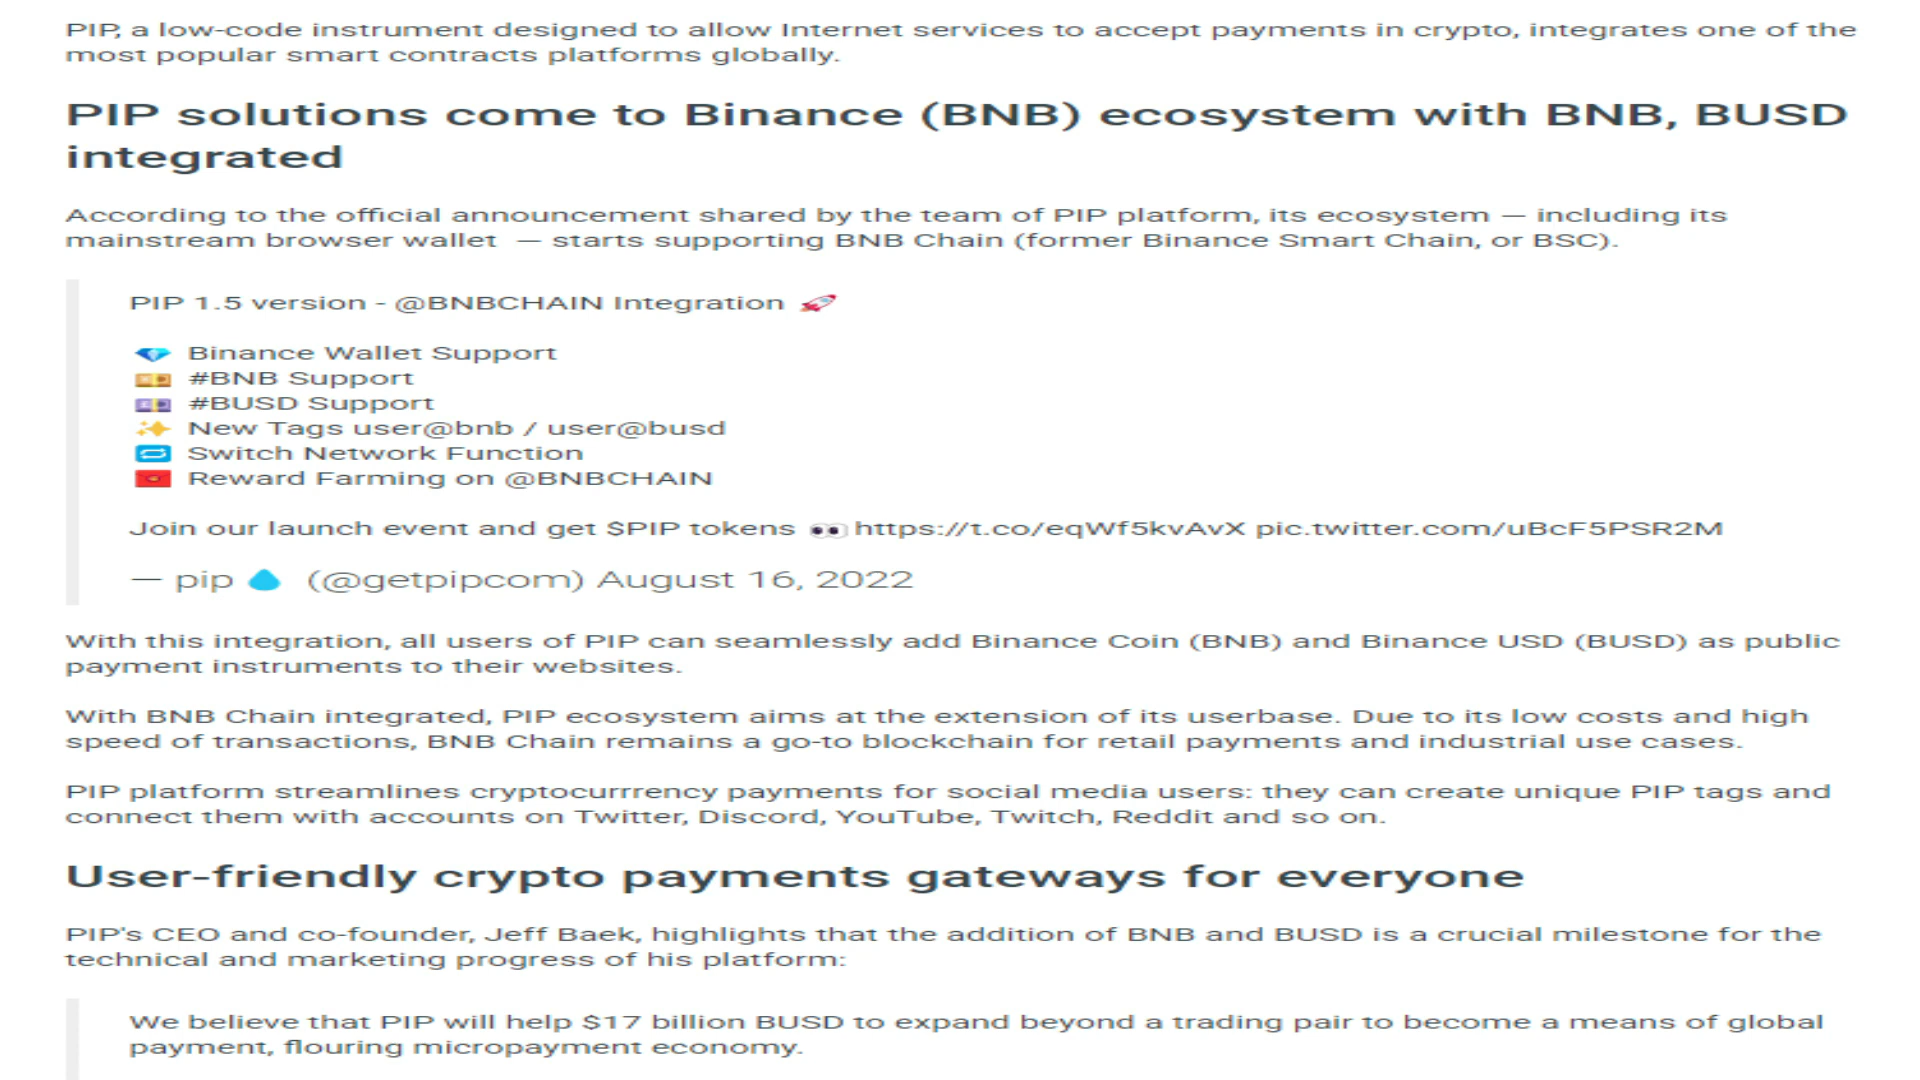 PIP, a low-code instrument designed to allow Internet services to accept payments in crypto, integrates one of the
most popular smart contracts platforms globally.
PIP solutions come to Binance (BNB) ecosystem with BNB, BUSD
integrated
According to the official announcement shared by the team of PIP platform, its ecosystem — including its
mainstream browser wallet — starts supporting BNB Chain (former Binance Smart Chain, or BSC).
PIP 1.5 version - @BNBCHAIN Integration 🚀
💎 Binance Wallet Support
💴 #BNB Support
💷 #BUSD Support
✨ New Tags user@bnb / user@busd
🔁 Switch Network Function
🧧 Reward Farming on @BNBCHAIN
Join our launch event and get $PIP tokens 👀 https://t.co/eqWf5kvAvX pic.twitter.com/uBcF5PSR2M
— pip 💧 (@getpipcom) August 16, 2022
With this integration, all users of PIP can seamlessly add Binance Coin (BNB) and Binance USD (BUSD) as public
payment instruments to their websites.
With BNB Chain integrated, PIP ecosystem aims at the extension of its userbase. Due to its low costs and high
speed of transactions, BNB Chain remains a go-to blockchain for retail payments and industrial use cases.
PIP platform streamlines cryptocurrrency payments for social media users: they can create unique PIP tags and
connect them with accounts on Twitter, Discord, YouTube, Twitch, Reddit and so on.
User-friendly crypto payments gateways for everyone
PIP's CEO and co-founder, Jeff Baek, highlights that the addition of BNB and BUSD is a crucial milestone for the
technical and marketing progress of his platform:
We believe that PIP will help $17 billion BUSD to expand beyond a trading pair to become a means of global
payment, flouring micropayment economy.